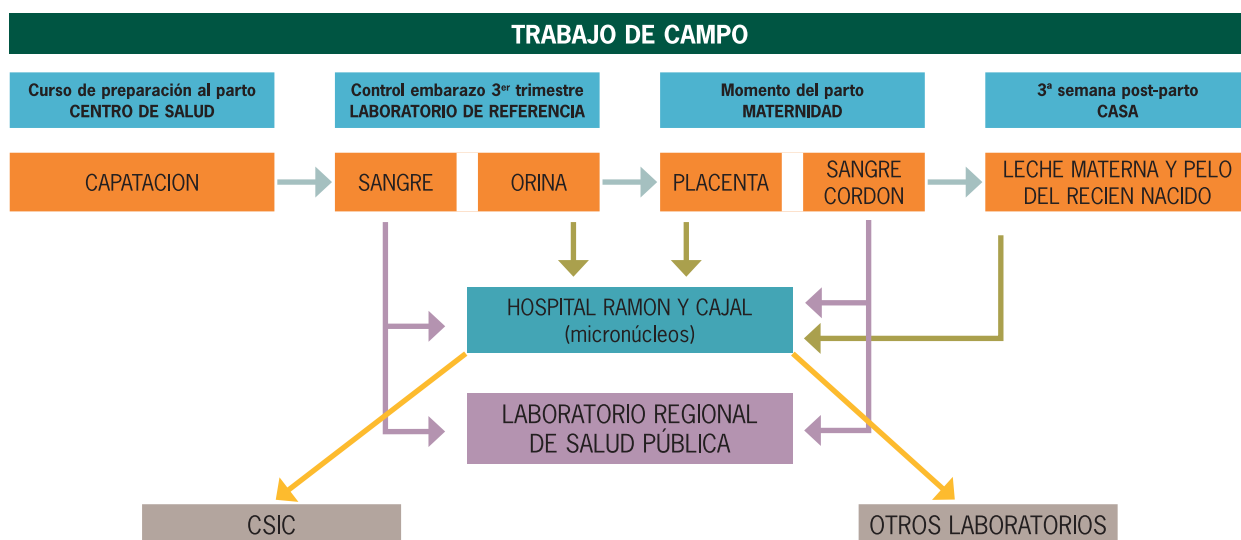 TRABAJO DE CAMPO
Curso de preparación al parto
CENTRO DE SALUD
Control embarazo 3er trimestre
LABORATORIO DE REFERENCIA
Momento del parto
MATERNIDAD
3ª semana post-parto
CASA
CAPATACION
SANGRE
ORINA
PLACENTA
SANGRE
CORDON
LECHE MATERNA Y PELO
DEL RECIEN NACIDO
HOSPITAL RAMON Y CAJAL
(micronúcleos)
LABORATORIO REGIONAL
DE SALUD PÚBLICA
CSIC
OTROS LABORATORIOS